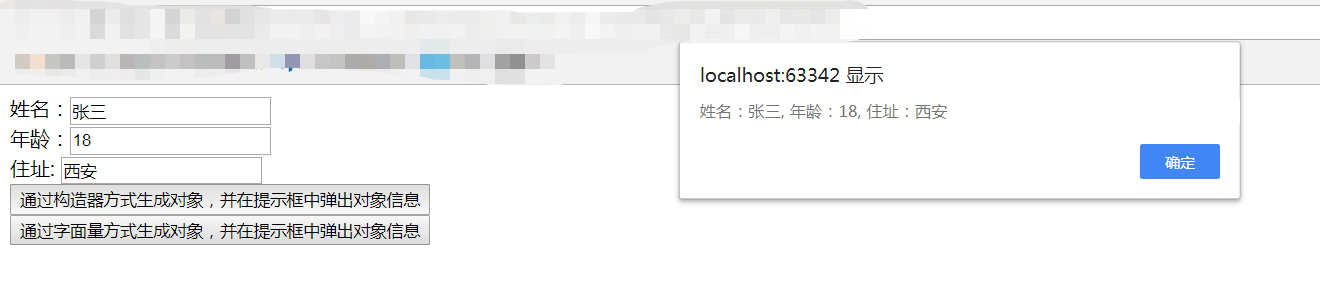 localhost:63342 显示
姓名：张三, 年龄：18, 住址：西安
确定
姓名：张三
年龄：18
住址: 西安
通过构造器方式生成对象，并在提示框中弹出对象信息
通过字面量方式生成对象，并在提示框中弹出对象信息